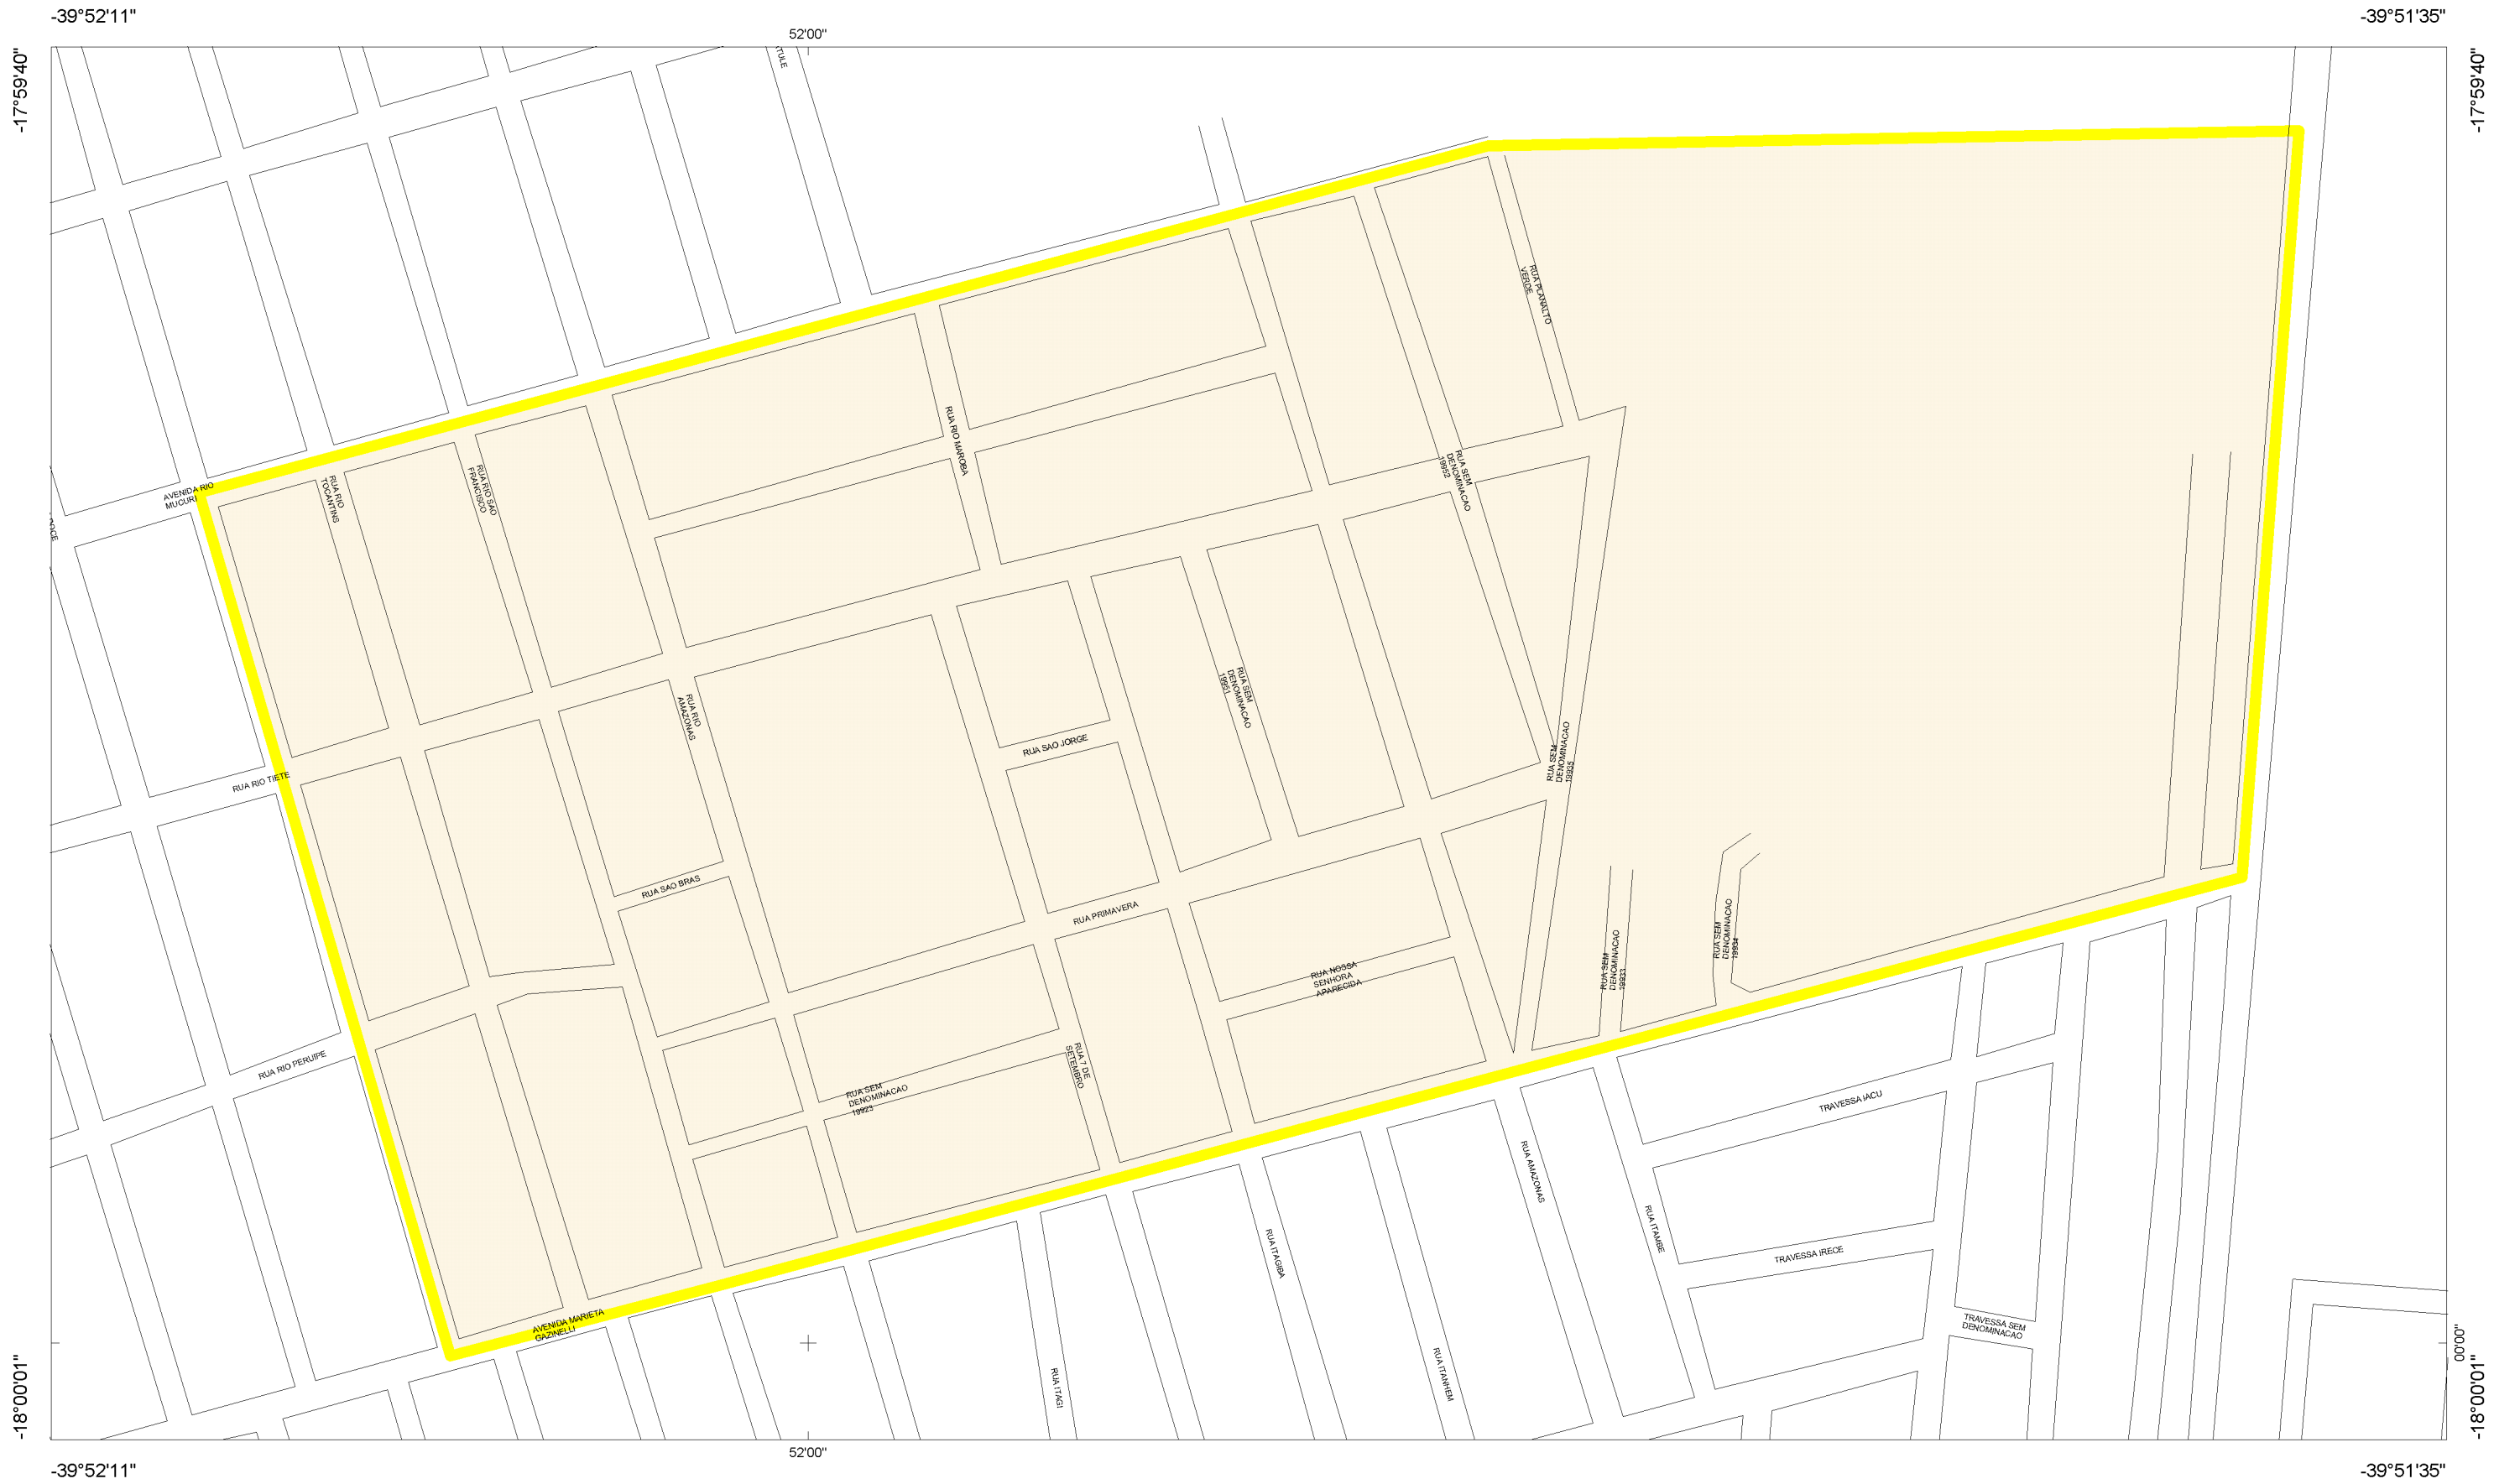 -39°52'11"
-39°51'35"
52'00"
-17°59'40"
-17°59'40"
TULE
RUA PLANALTO
VERDE
RUA RIO MAROBA
RUA SEM
DENOMINACAO
19952
RUA RIO SAO
FRANCISCO
RUA RIO
TOCANTINS
AVENIDA RIO
MUCURI
DOCE
RUA SEM
DENOMINACAO
19951
RUA RIO
AMAZONAS
RUA SAO JORGE
RUA SEM
DENOMINACAO
19935
RUA RIO TIETE
RUA SAO BRAS
RUA PRIMAVERA
RUA SEM
DENOMINACAO
19934
RUA SEM
DENOMINACAO
19933
RUA NOSSA
SENHORA
APARECIDA
RUA RIO PERUIPE
RUA 7 DE
SETEMBRO
RUA SEM
DENOMINACAO
19923
TRAVESSA IACU
RUA AMAZONAS
RUA ITAMBE
RUA ITAGIBA
TRAVESSA IRECE
AVENIDA MARIETA
GAZINELLI
TRAVESSA SEM
DENOMINACAO
RUA ITANHEM
RUA ITAGI
00'00"
-18°00'01"
-18°00'01"
52'00"
-39°52'11"
-39°51'35"